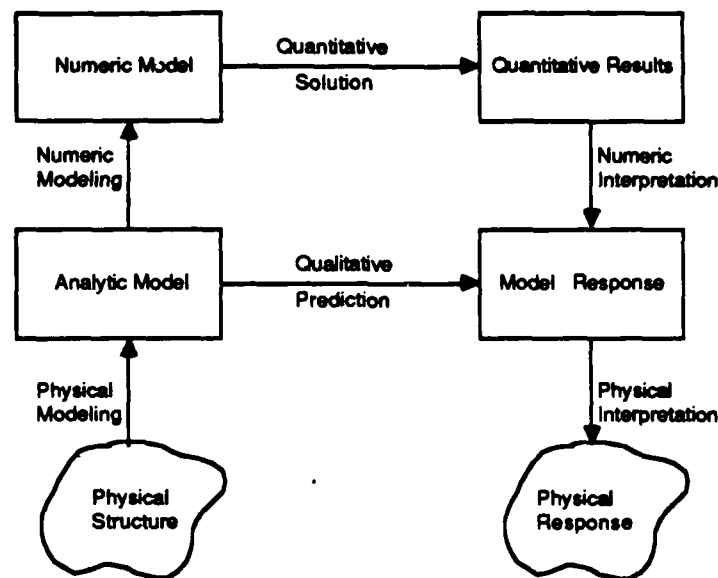 Numeric Model
Quantitative
Solution
Quantitative Results
Numeric
Modeling
Numeric
Interpretation
Analytic Model
Qualitative
Prediction
Model Response
Physical
Modeling
Physical
Interpretation
Physical
Structure
Physical
Response